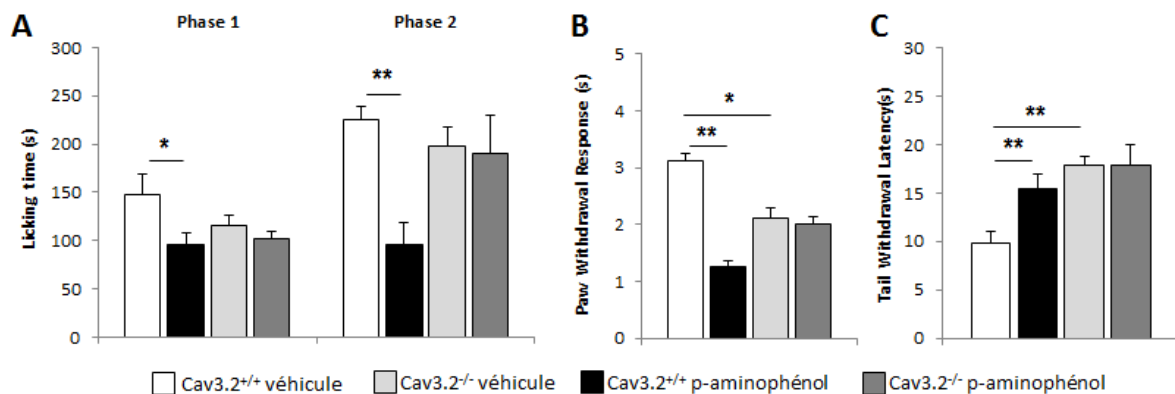 A
Phase 1
Phase 2
Licking time (s)
300
250
200
150
100
50
0
*
**
B
Paw Withdrawal Response (s)
5
4
3
2
1
0
*
**
C
Tail Withdrawal Latency(s)
30
25
20
15
10
5
0
**
**
Cav3.2+/+ véhicule
Cav3.2-/- véhicule
Cav3.2+/+ p-aminophénol
Cav3.2-/- p-aminophénol